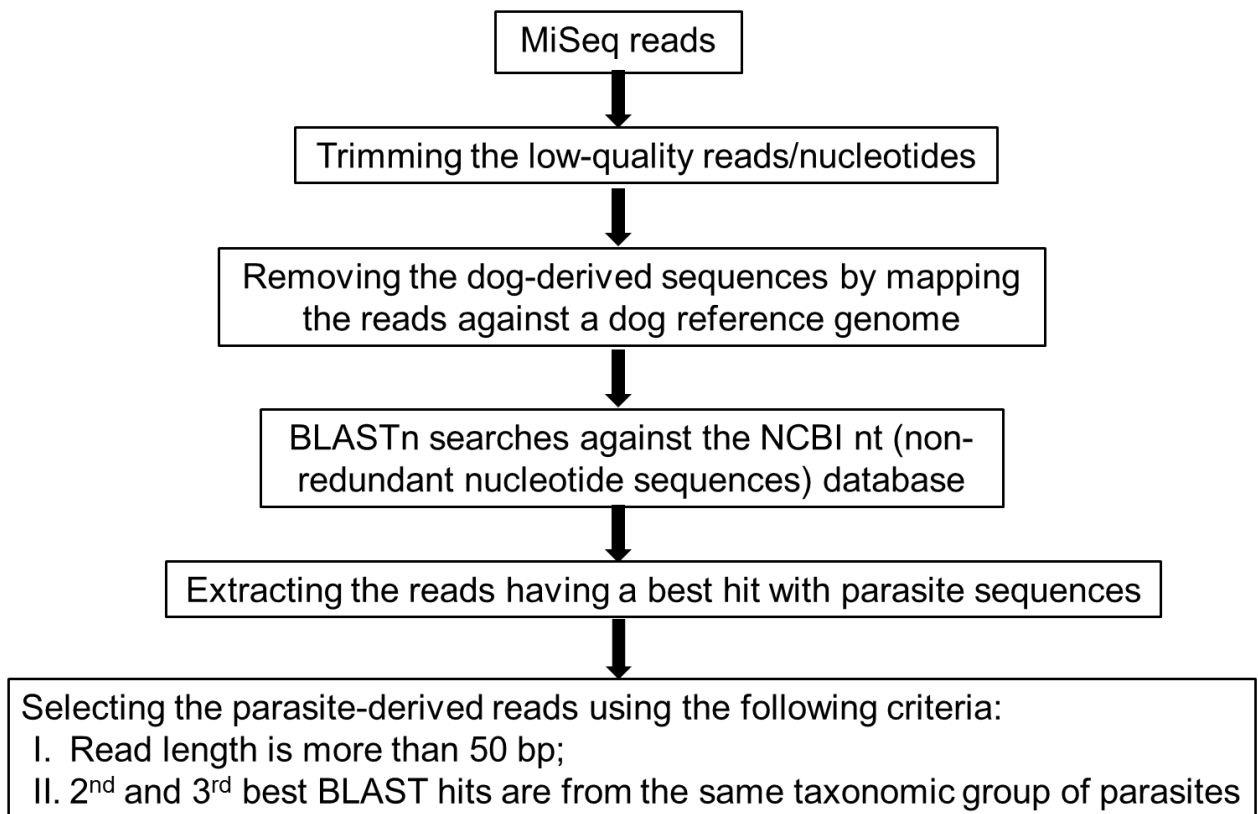 MiSeq reads
Trimming the low-quality reads/nucleotides
Removing the dog-derived sequences by mapping
the reads against a dog reference genome
BLASTn searches against the NCBI nt (non-
redundant nucleotide sequences) database
Extracting the reads having a best hit with parasite sequences
Selecting the parasite-derived reads using the following criteria:
I. Read length is more than 50 bp;
II. 2nd and 3rd best BLAST hits are from the same taxonomic group of parasites